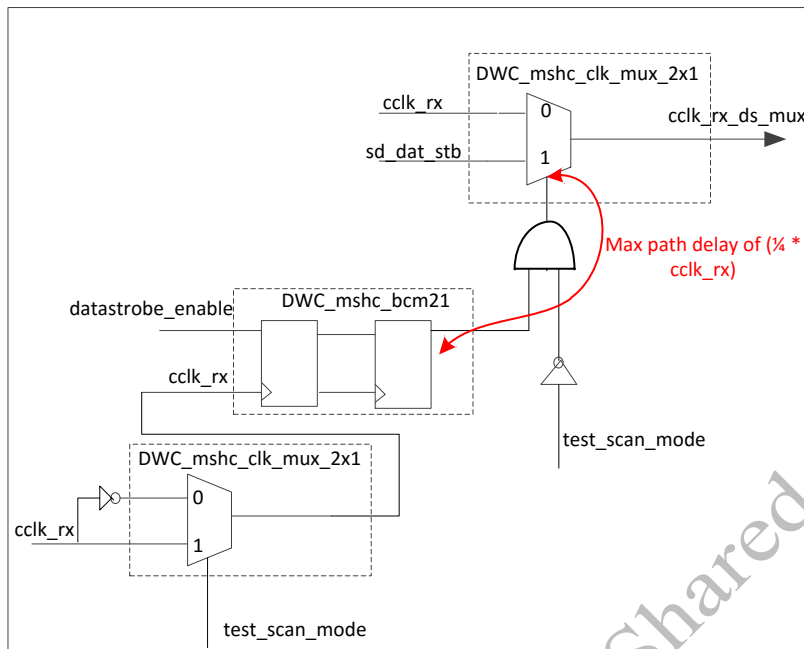 DWC_mshc_clk_mux_2x1
cclk_rx
0
cclk_rx_ds_mux
sd_dat_stb
1
Max path delay of (¼ *
cclk_rx)
DWC_mshc_bcm21
datastrobe_enable
cclk_rx
test_scan_mode
DWC_mshc_clk_mux_2x1
0
cclk_rx
1
test_scan_mode
Shared